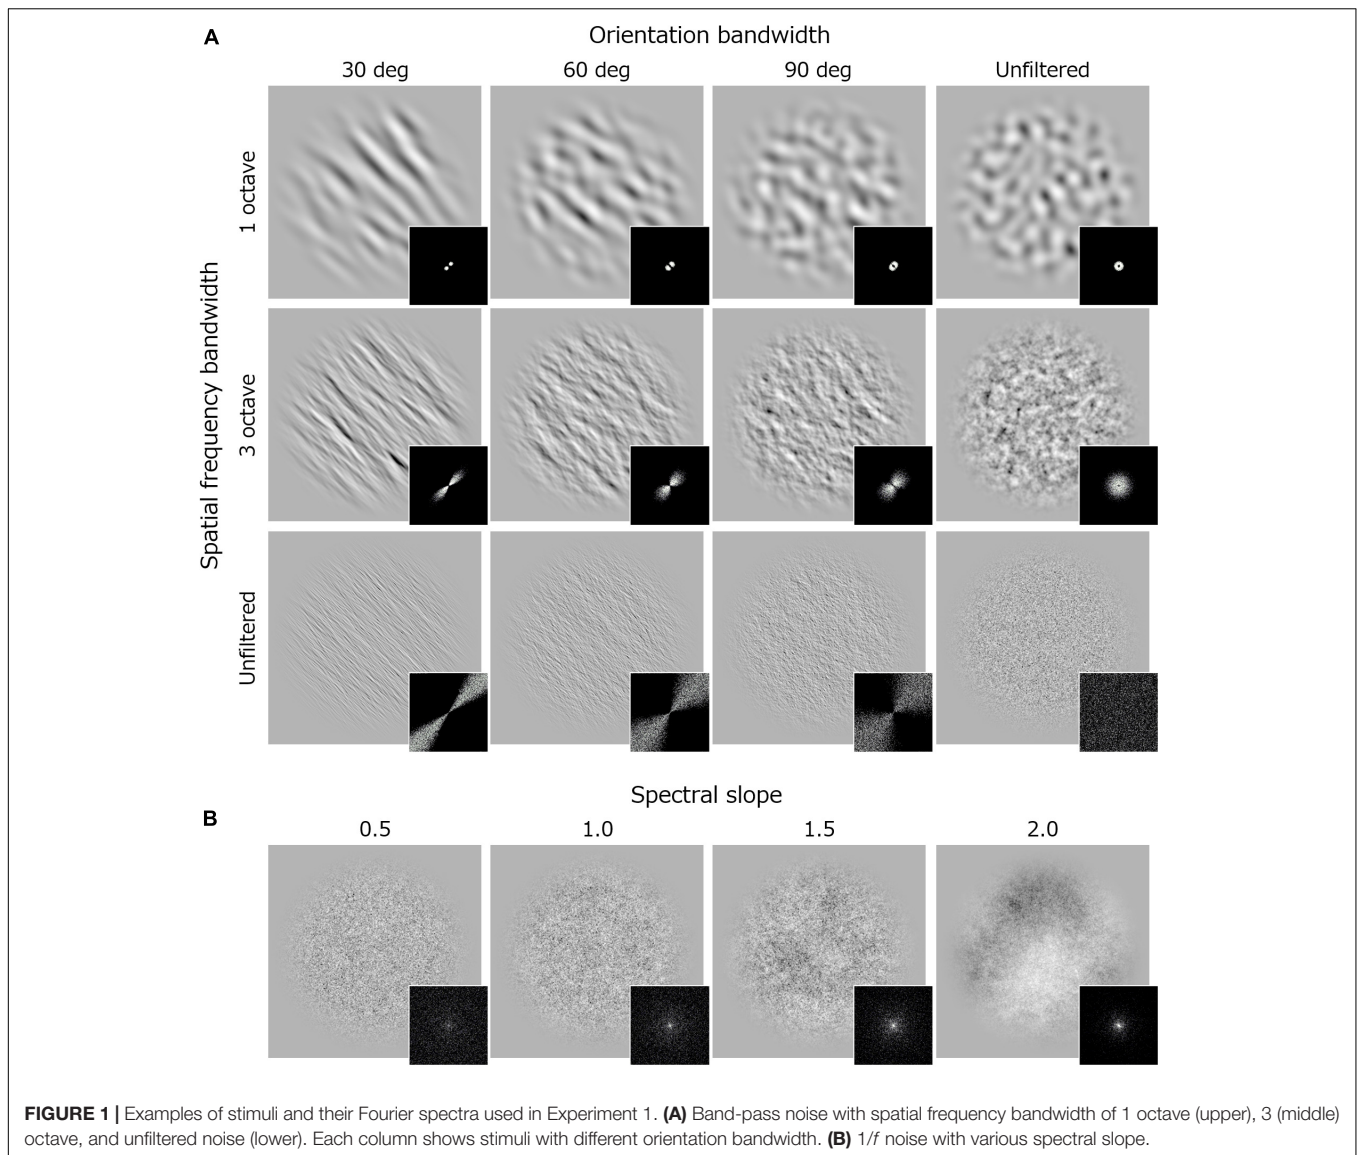 A
Orientation bandwidth
30 deg
60 deg
90 deg
Unfiltered
Spatial frequency bandwidth
1 octave
3 octave
Unfiltered
B
Spectral slope
0.5
1.0
1.5
2.0
FIGURE 1 | Examples of stimuli and their Fourier spectra used in Experiment 1. (A) Band-pass noise with spatial frequency bandwidth of 1 octave (upper), 3 (middle)
octave, and unfiltered noise (lower). Each column shows stimuli with different orientation bandwidth. (B) 1/f noise with various spectral slope.